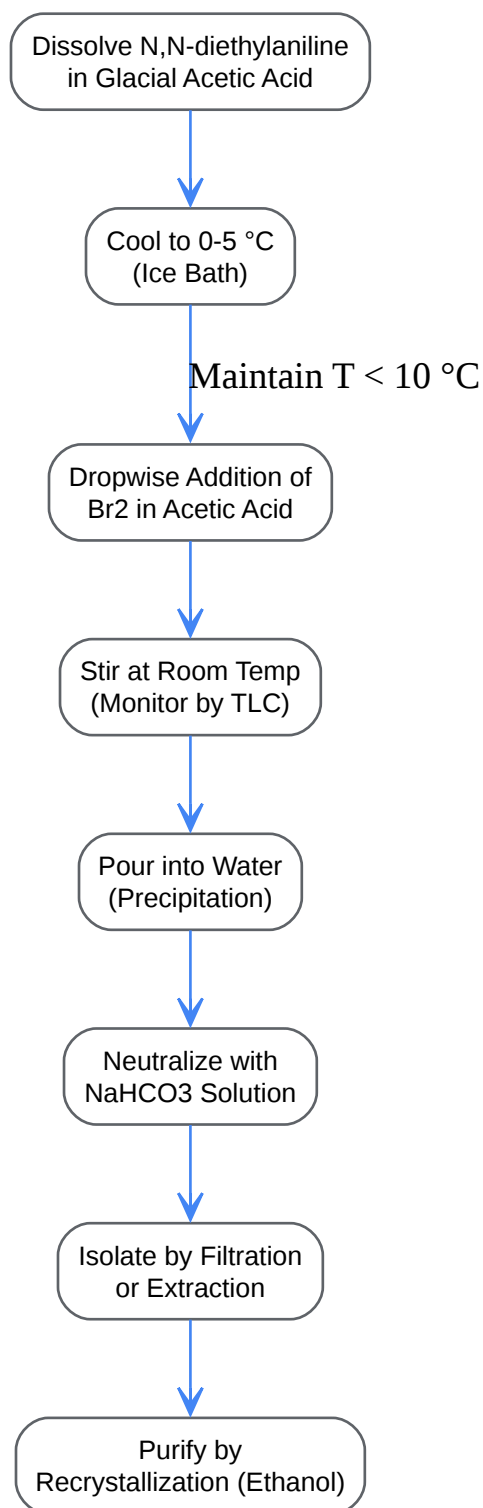 Dissolve N,N-diethylaniline
in Glacial Acetic Acid
Cool to 0-5 °C
(Ice Bath)
Maintain T < 10 °C
Dropwise Addition of
Br2 in Acetic Acid
Stir at Room Temp
(Monitor by TLC)
Pour into Water
(Precipitation)
Neutralize with
NaHCO3 Solution
Isolate by Filtration
or Extraction
Purify by
Recrystallization (Ethanol)